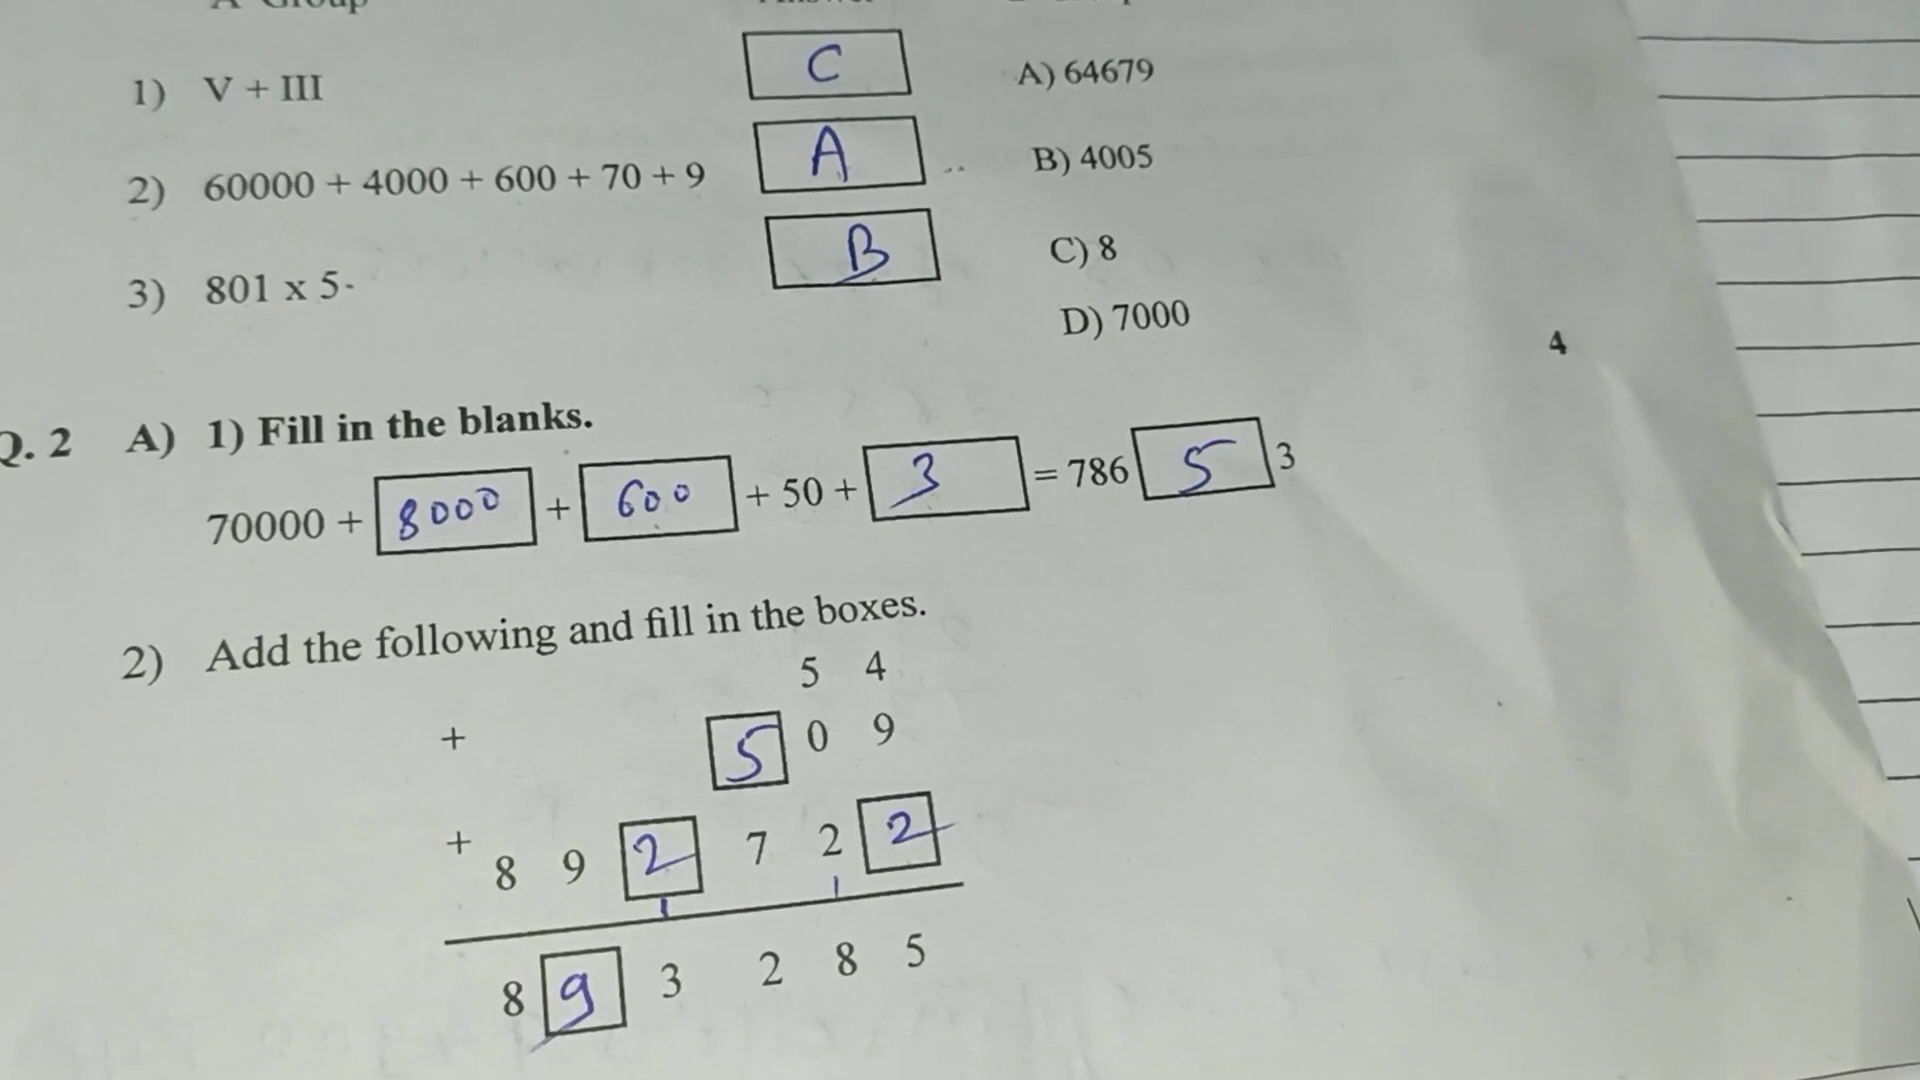 1) V + III C A) 64679
2) 60000 + 4000 + 600 + 70 + 9 A B) 4005
3) 801 x 5- B C) 8
D) 7000
4
Q. 2 A) 1) Fill in the blanks.
70000 + 8000 + 600 + 50 + 3 = 786 5 3
2) Add the following and fill in the boxes.
5 4
+ 5 0 9
+ 8 9 2 7 2 2
1 1
8 9 3 2 8 5